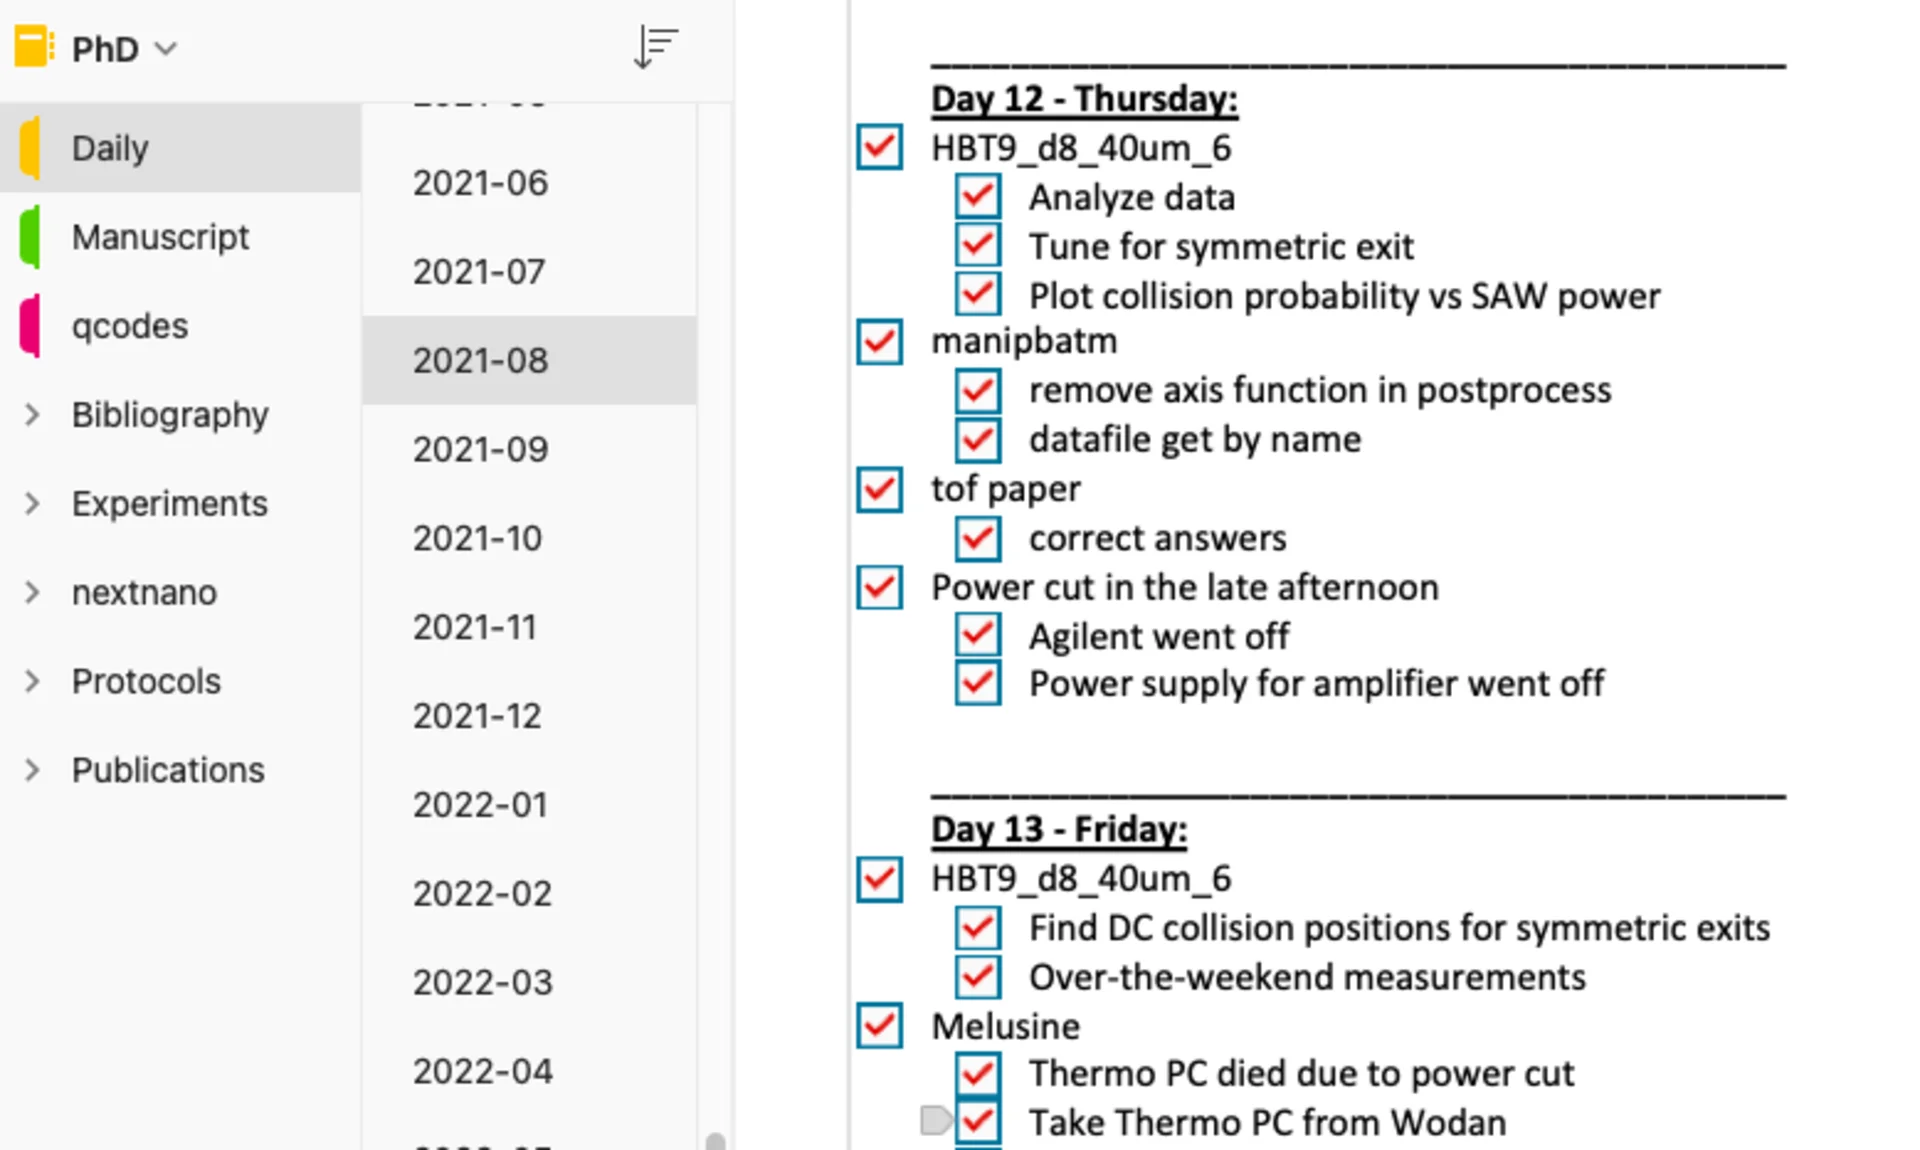 PhD
Daily
Manuscript
qcodes
Bibliography
Experiments
nextnano
Protocols
Publications
2021-06
2021-07
2021-08
2021-09
2021-10
2021-11
2021-12
2022-01
2022-02
2022-03
2022-04
Day 12 - Thursday:
HBT9_d8_40um_6
Analyze data
Tune for symmetric exit
Plot collision probability vs SAW power
manipbatm
remove axis function in postprocess
datafile get by name
tof paper
correct answers
Power cut in the late afternoon
Agilent went off
Power supply for amplifier went off
Day 13 - Friday:
HBT9_d8_40um_6
Find DC collision positions for symmetric exits
Over-the-weekend measurements
Melusine
Thermo PC died due to power cut
Take Thermo PC from Wodan